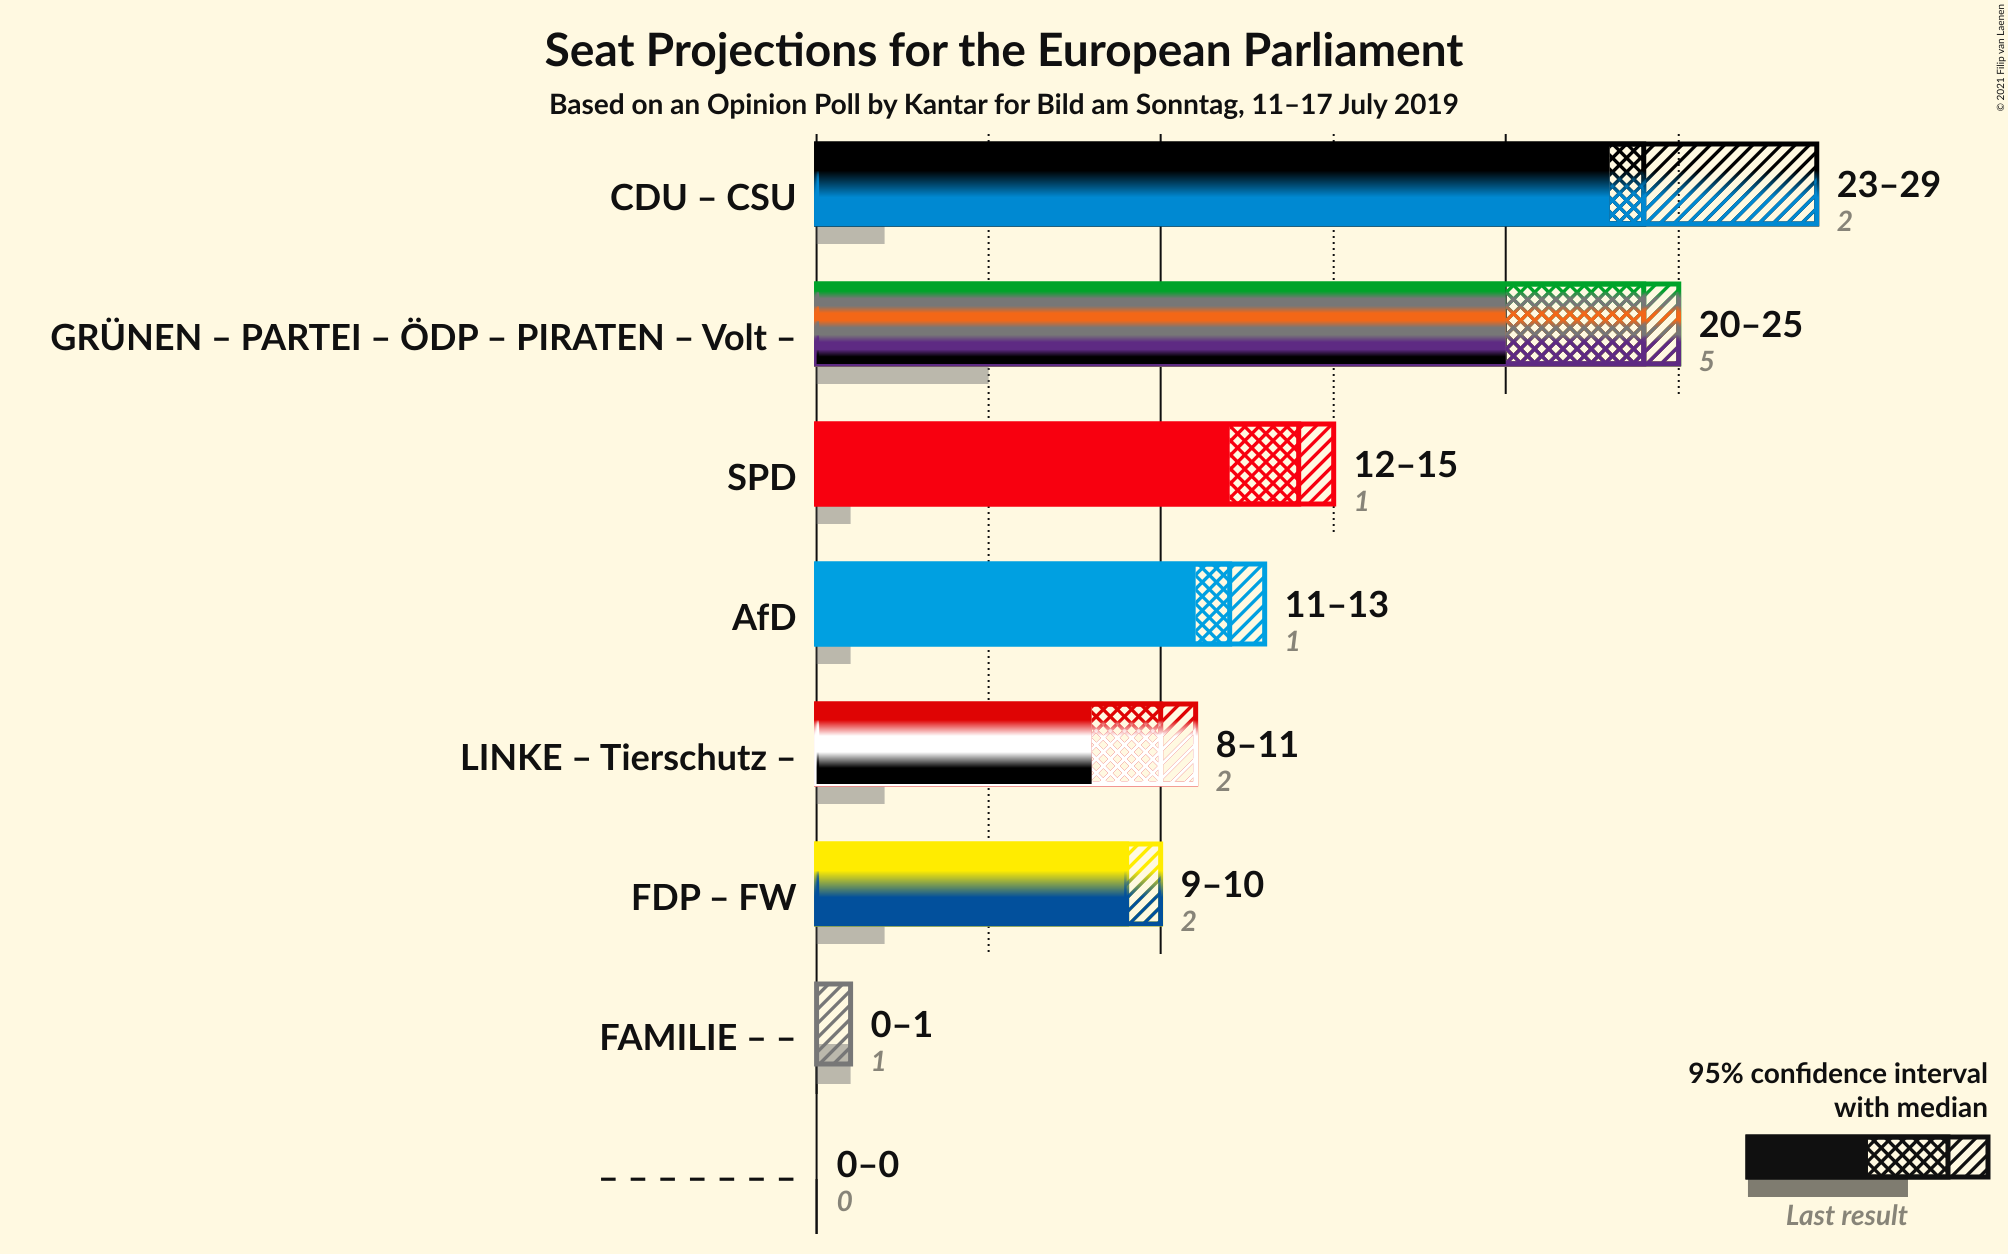 Seat Projections for the European Parliament
Based on an Opinion Poll by Kantar for Bild am Sonntag, 11–17 July 2019
© 2021 Filip van Laenen
CDU – CSU
23–29
2
GRÜNEN – PARTEI – ÖDP – PIRATEN – Volt –
20–25
5
SPD
12–15
1
AfD
11–13
1
LINKE – Tierschutz –
8–11
2
FDP – FW
9–10
2
FAMILIE – –
0–1
1
– – – – – – –
0–0
0
95% confidence interval
with median
Last result